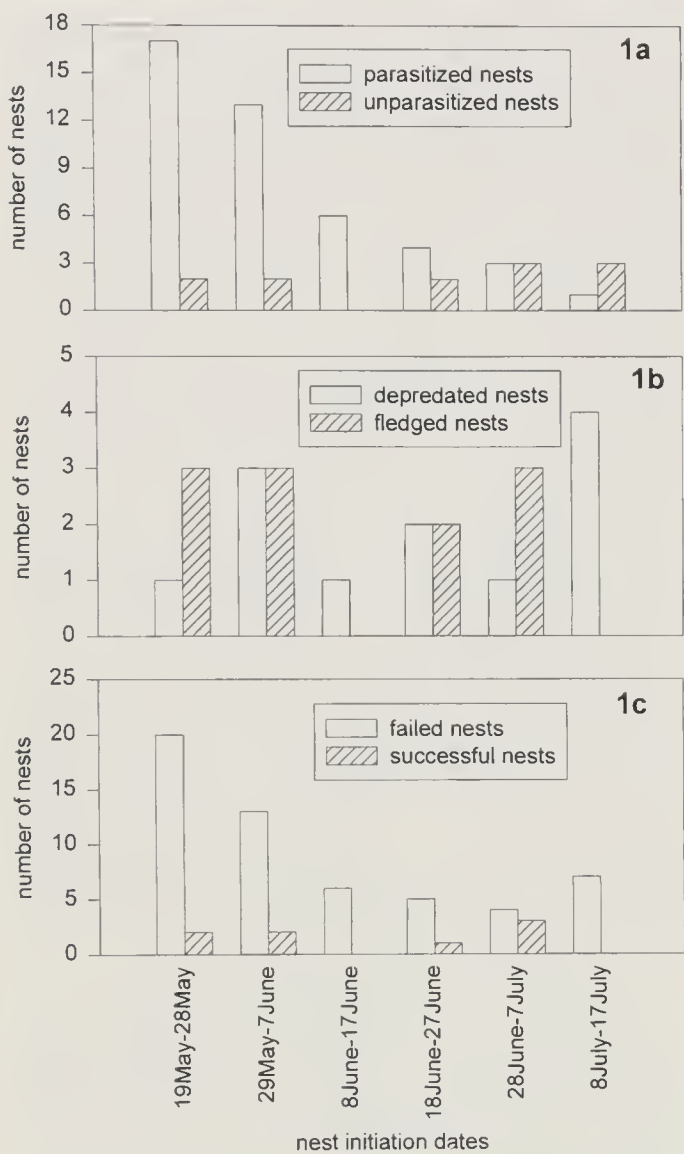 1a
parasitized nests
unparasitized nests
18
15
12
9
6
3
0
number of nests
1b
depredated nests
fledged nests
5
4
3
2
1
0
number of nests
1c
failed nests
successful nests
25
20
15
10
5
0
number of nests
19May-28May
29May-7June
8June-17June
18June-27June
28June-7July
8July-17July
nest initiation dates